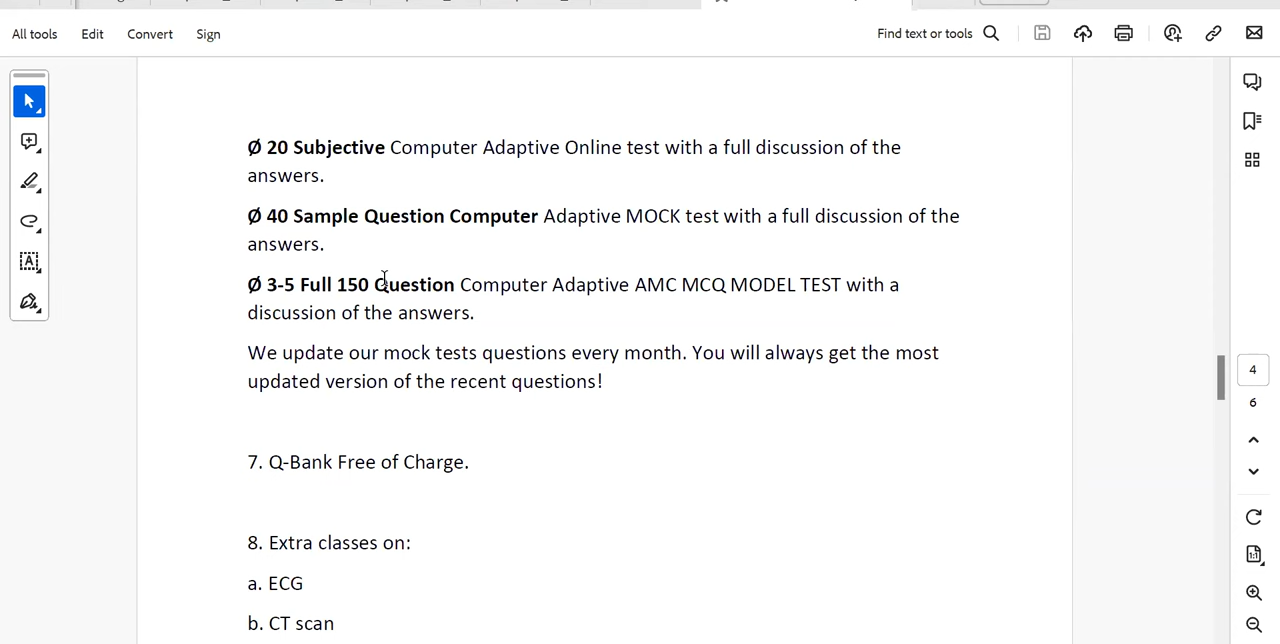 All tools Edit Convert Sign Find text or tools
Ø 20 Subjective Computer Adaptive Online test with a full discussion of the
answers.
Ø 40 Sample Question Computer Adaptive MOCK test with a full discussion of the
answers.
Ø 3-5 Full 150 Question Computer Adaptive AMC MCQ MODEL TEST with a
discussion of the answers.
We update our mock tests questions every month. You will always get the most
updated version of the recent questions!
4
6
7. Q-Bank Free of Charge.
8. Extra classes on:
a. ECG
b. CT scan